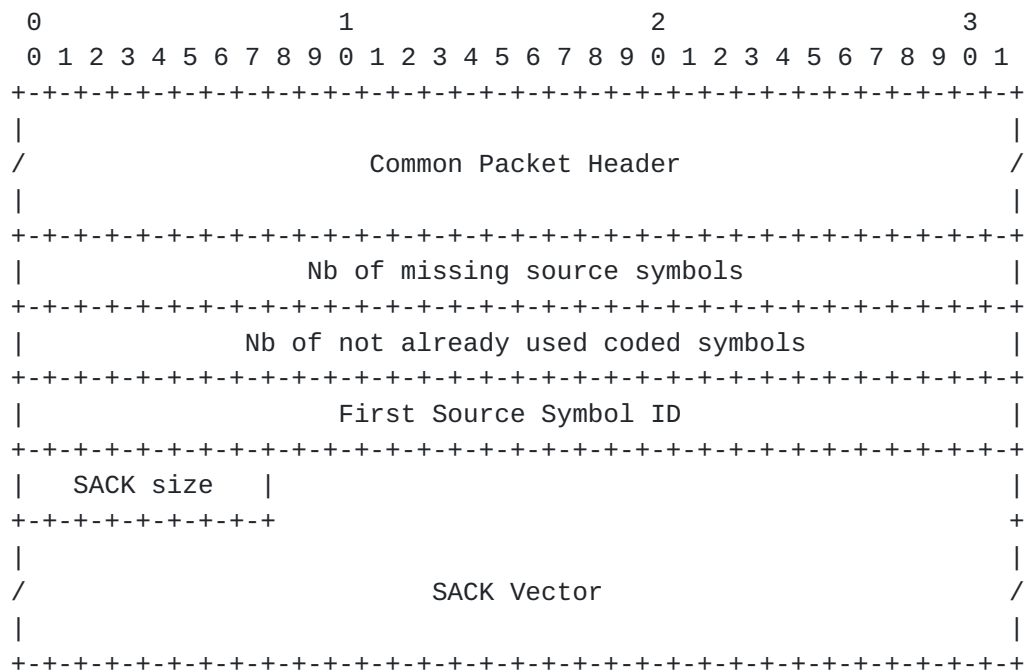 0                   1                   2                   3
 0 1 2 3 4 5 6 7 8 9 0 1 2 3 4 5 6 7 8 9 0 1 2 3 4 5 6 7 8 9 0 1
+-+-+-+-+-+-+-+-+-+-+-+-+-+-+-+-+-+-+-+-+-+-+-+-+-+-+-+-+-+-+-+-+
|                                                               |
/                      Common Packet Header                     /
|                                                               |
+-+-+-+-+-+-+-+-+-+-+-+-+-+-+-+-+-+-+-+-+-+-+-+-+-+-+-+-+-+-+-+-+
|                  Nb of missing source symbols                 |
+-+-+-+-+-+-+-+-+-+-+-+-+-+-+-+-+-+-+-+-+-+-+-+-+-+-+-+-+-+-+-+-+
|              Nb of not already used coded symbols             |
+-+-+-+-+-+-+-+-+-+-+-+-+-+-+-+-+-+-+-+-+-+-+-+-+-+-+-+-+-+-+-+-+
|                    First Source Symbol ID                     |
+-+-+-+-+-+-+-+-+-+-+-+-+-+-+-+-+-+-+-+-+-+-+-+-+-+-+-+-+-+-+-+-+
|   SACK size   |                                               |
+-+-+-+-+-+-+-+-+                                               +
|                                                               |
/                          SACK Vector                          /
|                                                               |
+-+-+-+-+-+-+-+-+-+-+-+-+-+-+-+-+-+-+-+-+-+-+-+-+-+-+-+-+-+-+-+-+